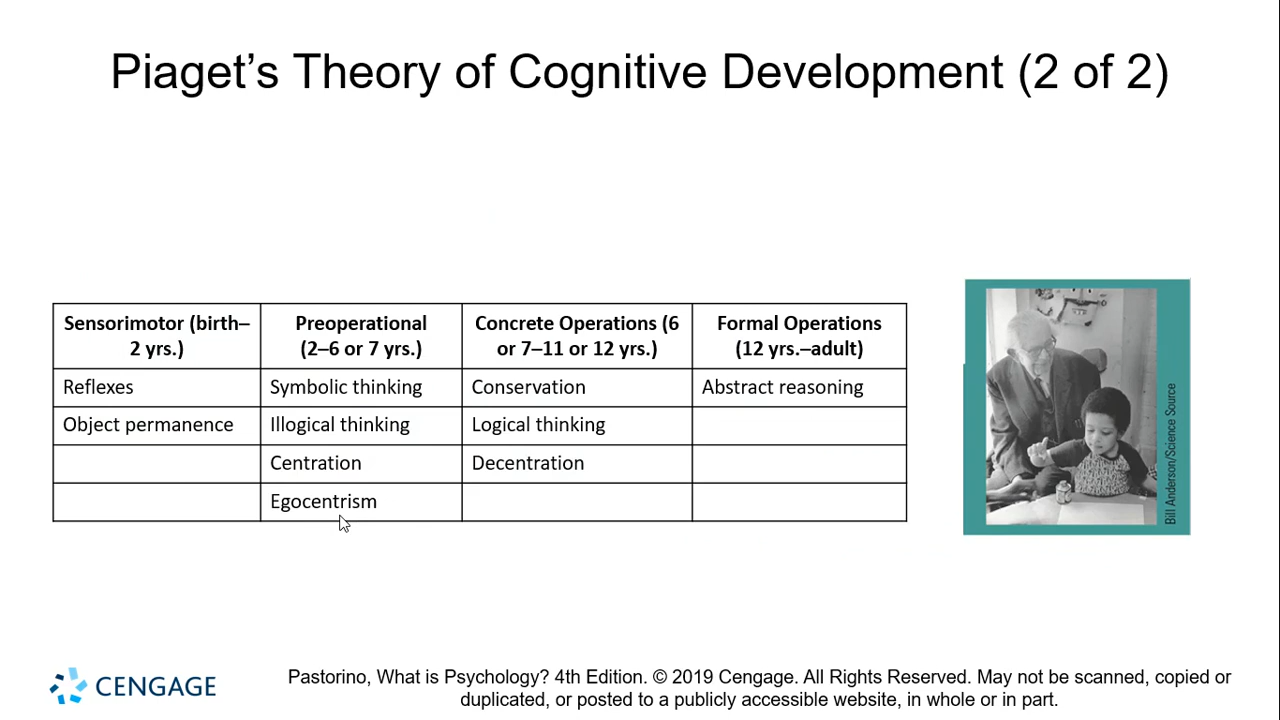 Piaget’s Theory of Cognitive Development (2 of 2)
Sensorimotor (birth–
2 yrs.)
Preoperational
(2–6 or 7 yrs.)
Concrete Operations (6
or 7–11 or 12 yrs.)
Formal Operations
(12 yrs.–adult)
Reflexes
Symbolic thinking
Conservation
Abstract reasoning
Object permanence
Illogical thinking
Logical thinking
Centration
Decentration
Egocentrism
Bill Anderson/Science Source
CENGAGE
Pastorino, What is Psychology? 4th Edition. © 2019 Cengage. All Rights Reserved. May not be scanned, copied or
duplicated, or posted to a publicly accessible website, in whole or in part.